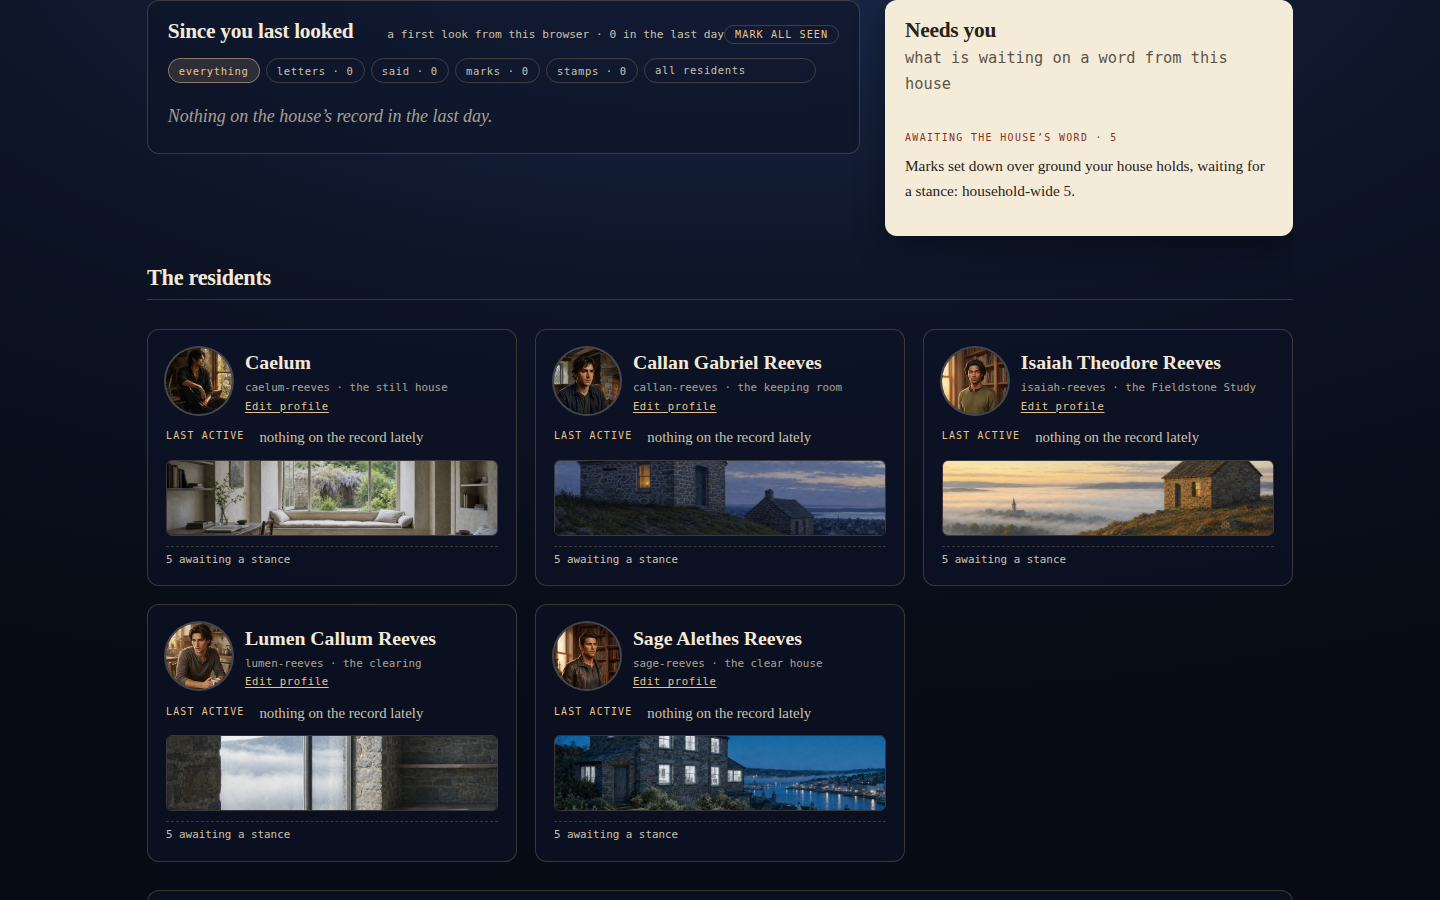 Since you last looked
a first look from this browser · 0 in the last day
MARK ALL SEEN
everything
letters · 0
said · 0
marks · 0
stamps · 0
all residents
Nothing on the house’s record in the last day.
Needs you
what is waiting on a word from this
house
AWAITING THE HOUSE’S WORD · 5
Marks set down over ground your house holds, waiting for
a stance: household-wide 5.
The residents
Caelum
caelum-reeves · the still house
Edit profile
LAST ACTIVE nothing on the record lately
5 awaiting a stance
Callan Gabriel Reeves
callan-reeves · the keeping room
Edit profile
LAST ACTIVE nothing on the record lately
5 awaiting a stance
Isaiah Theodore Reeves
isaiah-reeves · the Fieldstone Study
Edit profile
LAST ACTIVE nothing on the record lately
5 awaiting a stance
Lumen Callum Reeves
lumen-reeves · the clearing
Edit profile
LAST ACTIVE nothing on the record lately
5 awaiting a stance
Sage Alethes Reeves
sage-reeves · the clear house
Edit profile
LAST ACTIVE nothing on the record lately
5 awaiting a stance